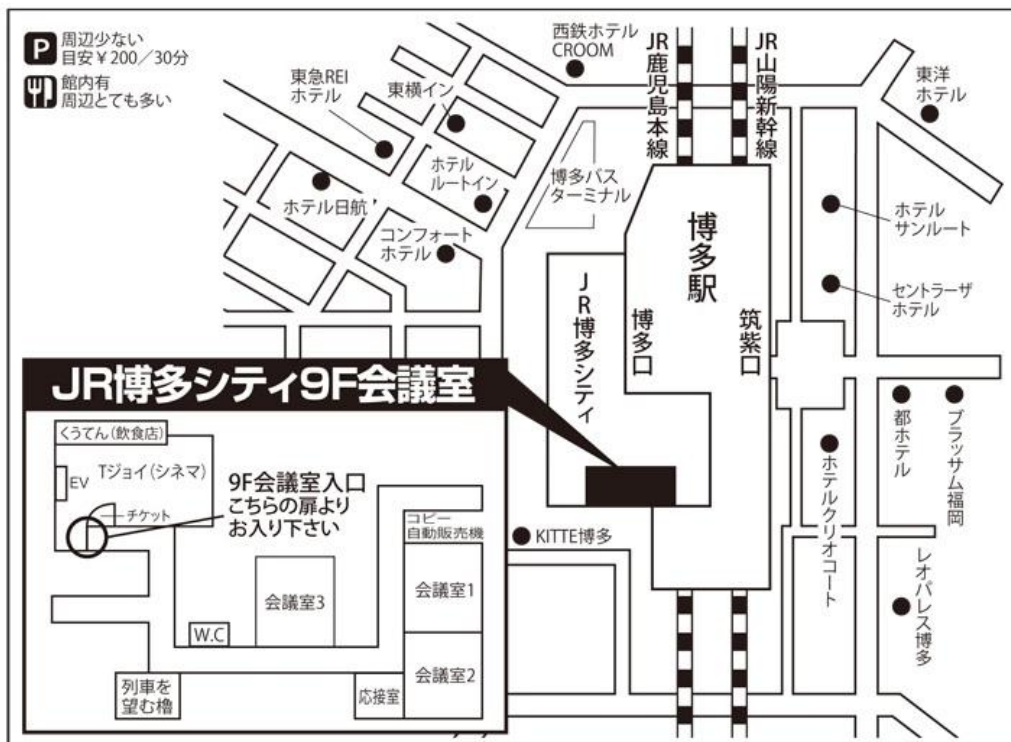 P 周辺少ない
目安￥200／30分
館内有
周辺とても多い
西鉄ホテル
CROOM
JR鹿児島本線
JR山陽新幹線
東洋
ホテル
東急REI
ホテル
東横イン
ホテル
ルートイン
ホテル日航
コンフォート
ホテル
博多バス
ターミナル
博多駅
JR博多シティ
博多口
筑紫口
ホテル
サンルート
セントラーザ
ホテル
都ホテル
ブラッサム福岡
ホテルクリオコート
レオパレス博多
KITTE博多
JR博多シティ9F会議室
くうてん(飲食店)
Tジョイ(シネマ)
EV
チケット
9F会議室入口
こちらの扉より
お入り下さい
コピー
自動販売機
会議室1
会議室3
会議室2
W.C
列車を
望む櫓
応接室